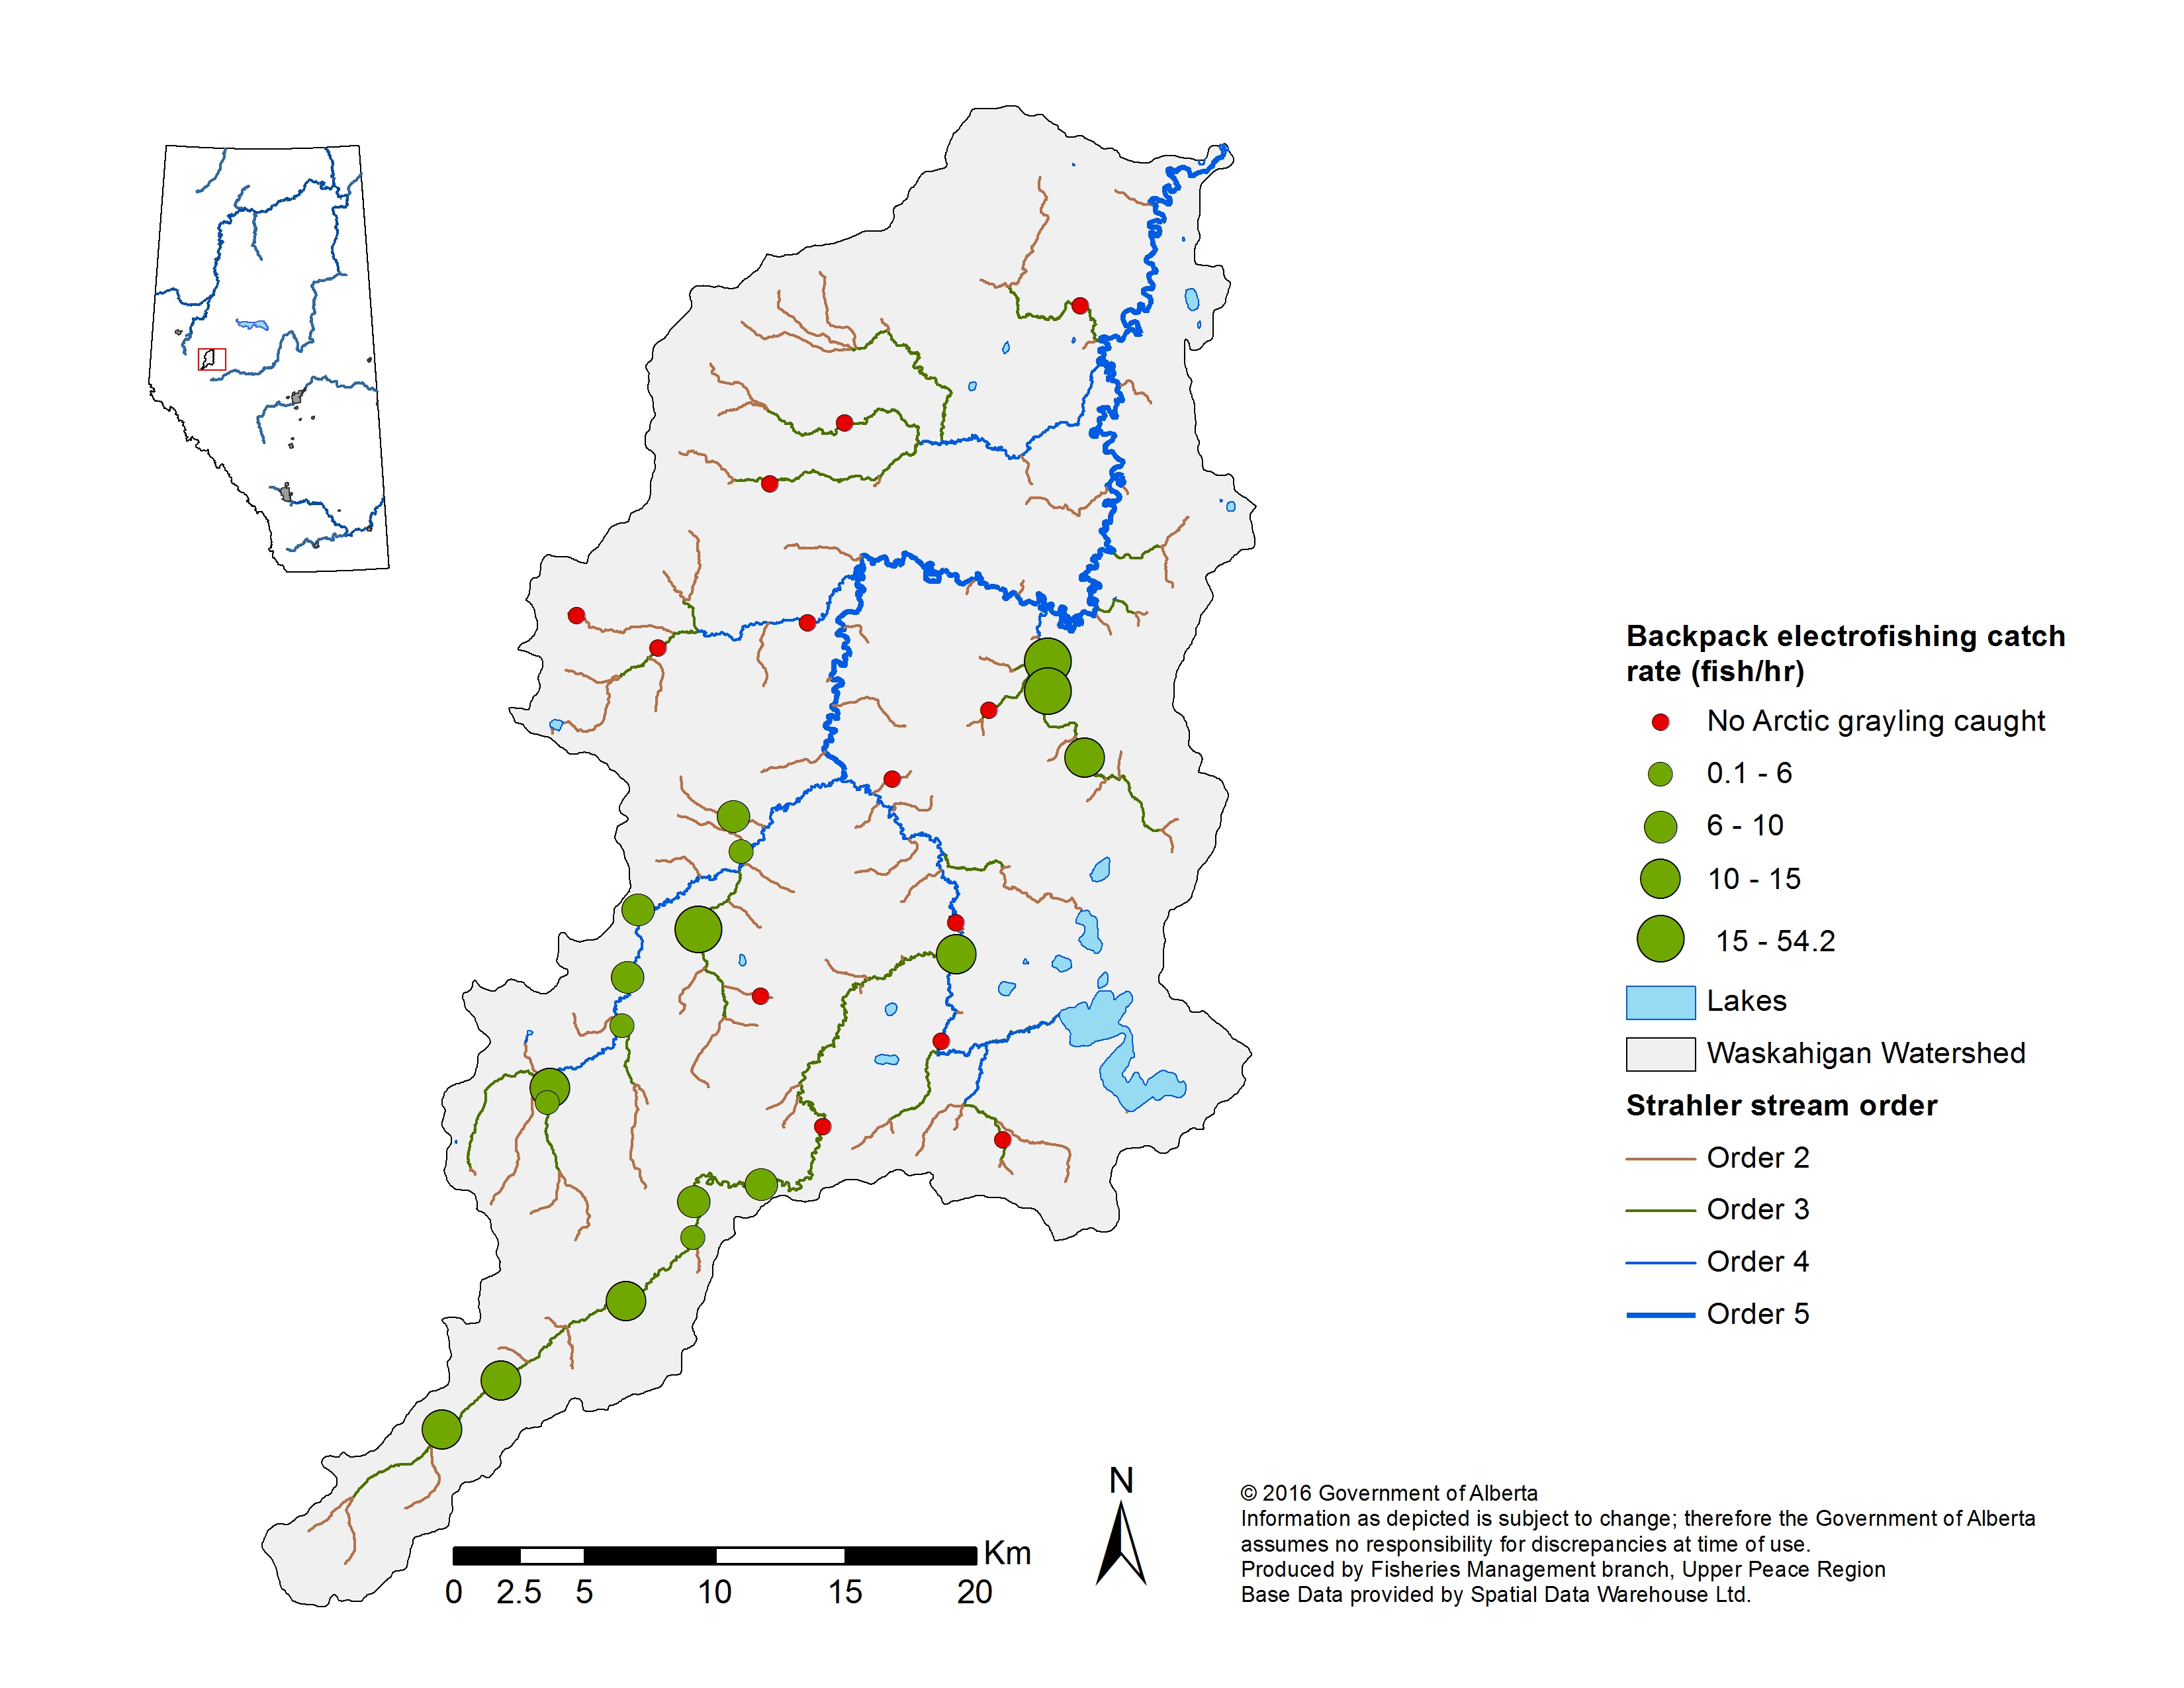 Backpack electrofishing catch
rate (fish/hr)
No Arctic grayling caught
0.1 - 6
6 - 10
10 - 15
15 - 54.2
Lakes
Waskahigan Watershed
Strahler stream order
Order 2
Order 3
Order 4
Order 5
N
Km
0 2.5 5 10 15 20
© 2016 Government of Alberta
Information as depicted is subject to change; therefore the Government of Alberta
assumes no responsibility for discrepancies at time of use.
Produced by Fisheries Management branch, Upper Peace Region
Base Data provided by Spatial Data Warehouse Ltd.